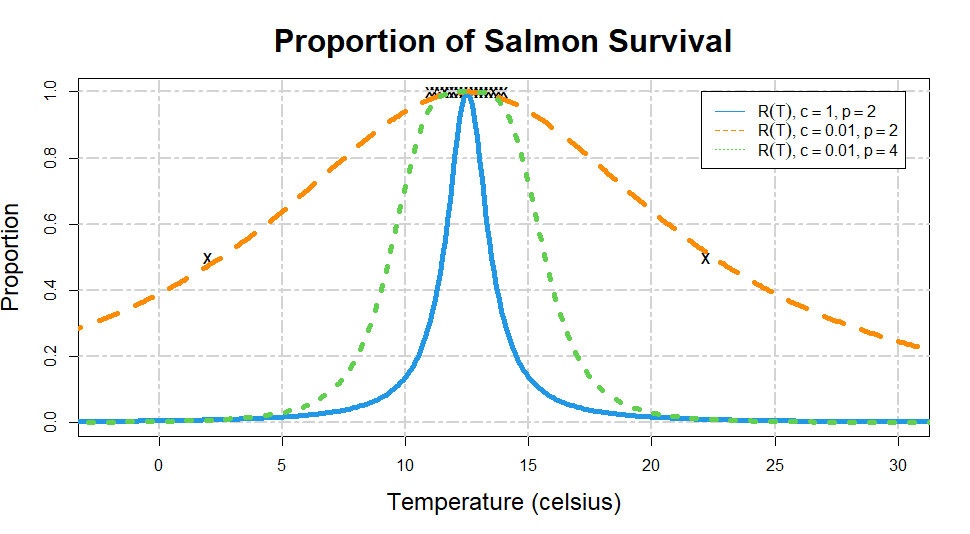 Proportion of Salmon Survival
R(T), c = 1, p = 2
R(T), c = 0.01, p = 2
R(T), c = 0.01, p = 4
Proportion
1.0
0.8
0.6
0.4
0.2
0.0
0 5 10 15 20 25 30
Temperature (celsius)